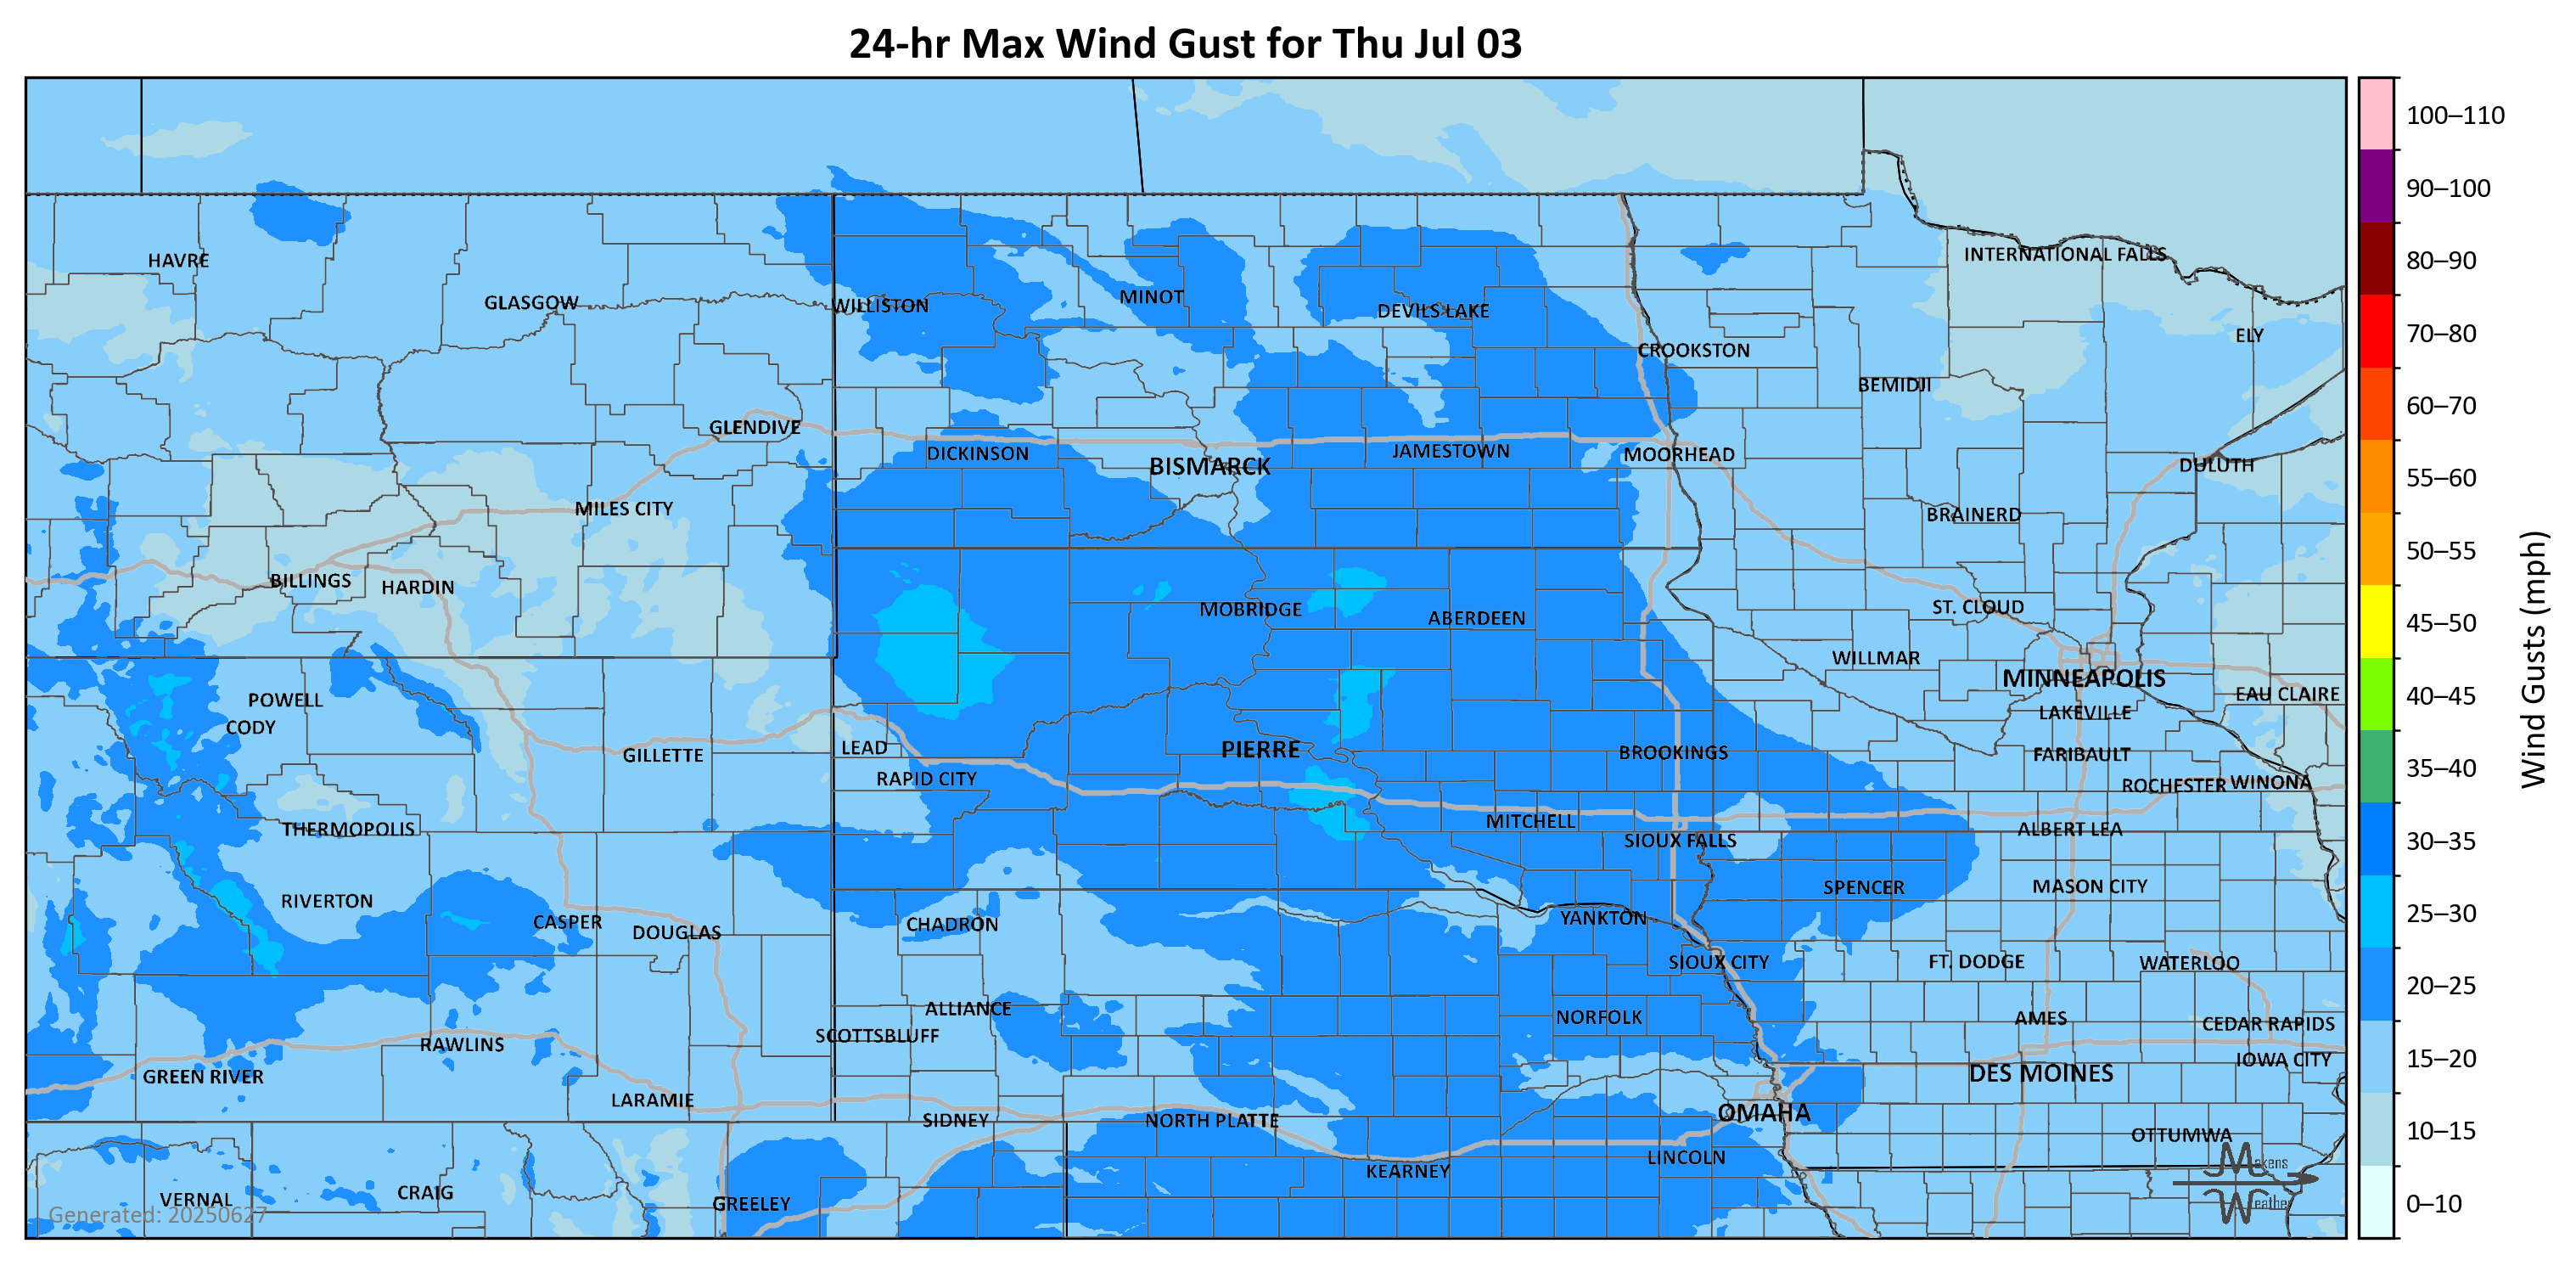 24-hr Max Wind Gust for Thu Jul 03
100–110
90–100
80–90
70–80
60–70
55–60
50–55
45–50
40–45
35–40
30–35
25–30
20–25
15–20
10–15
0–10
Wind Gusts (mph)
HAVRE
INTERNATIONAL FALLS
GLASGOW
WILLISTON
MINOT
DEVILS LAKE
ELY
CROOKSTON
BEMIDJI
GLENDIVE
DICKINSON
BISMARCK
JAMESTOWN
MOORHEAD
DULUTH
MILES CITY
BRAINERD
BILLINGS
HARDIN
MOBRIDGE
ABERDEEN
ST. CLOUD
WILLMAR
MINNEAPOLIS
POWELL
EAU CLAIRE
CODY
LAKEVILLE
GILLETTE
LEAD
PIERRE
BROOKINGS
FARIBAULT
RAPID CITY
ROCHESTER
WINONA
THERMOPOLIS
MITCHELL
SIOUX FALLS
ALBERT LEA
RIVERTON
SPENCER
MASON CITY
CASPER
DOUGLAS
CHADRON
YANKTON
SIOUX CITY
FT. DODGE
WATERLOO
ALLIANCE
NORFOLK
AMES
CEDAR RAPIDS
SCOTTSBLUFF
RAWLINS
IOWA CITY
GREEN RIVER
DES MOINES
LARAMIE
SIDNEY
NORTH PLATTE
OMAHA
OTTUMWA
LINCOLN
KEARNEY
VERNAL
CRAIG
GREELEY
Generated: 20250627
Makens
Weather